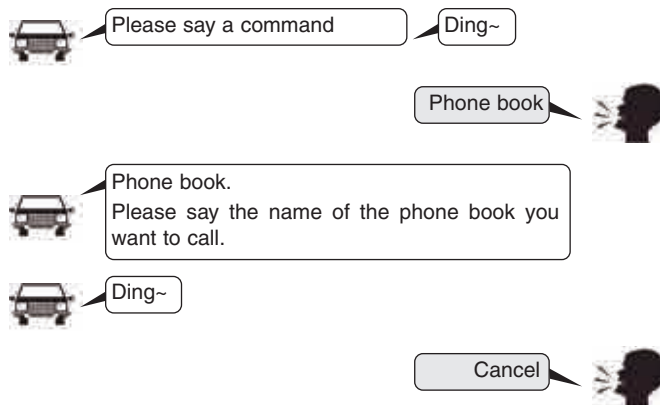 Please say a command
Ding~
Phone book
Phone book.
Please say the name of the phone book you
want to call.
Ding~
Cancel